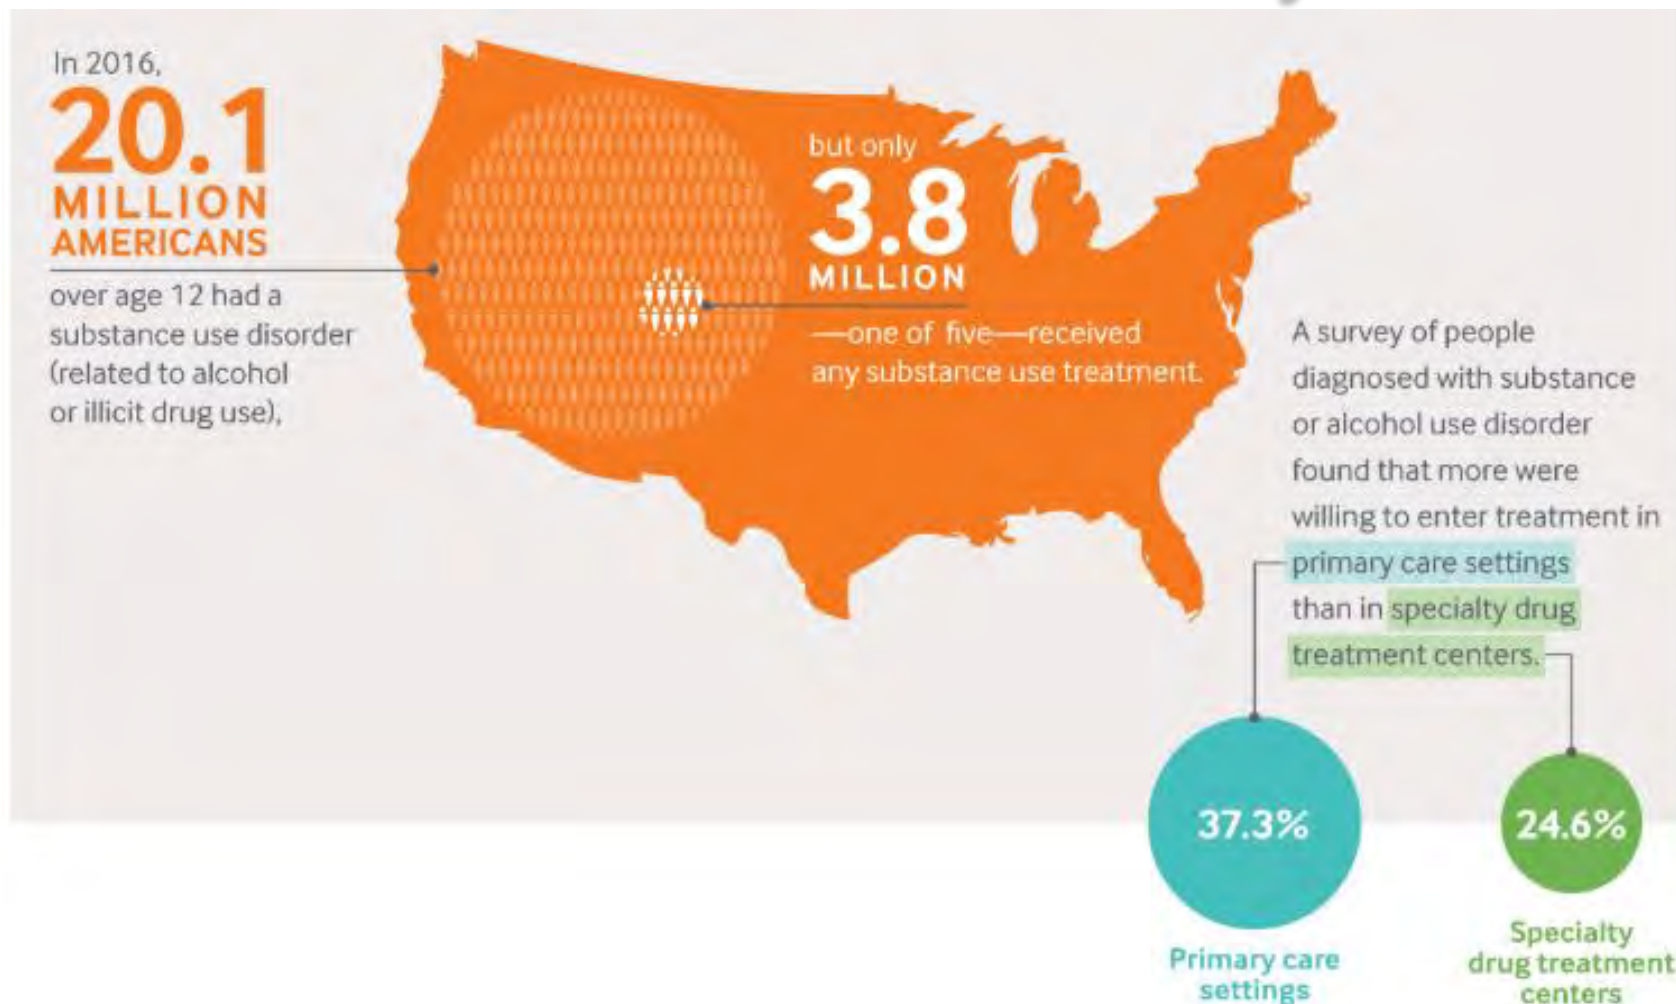 In 2016,
20.1
MILLION
AMERICANS
over age 12 had a
substance use disorder
(related to alcohol
or illicit drug use),
but only
3.8
MILLION
—one of five—received
any substance use treatment.
A survey of people
diagnosed with substance
or alcohol use disorder
found that more were
willing to enter treatment in
primary care settings
than in specialty drug
treatment centers.
37.3%
Primary care
settings
24.6%
Specialty
drug treatment
centers